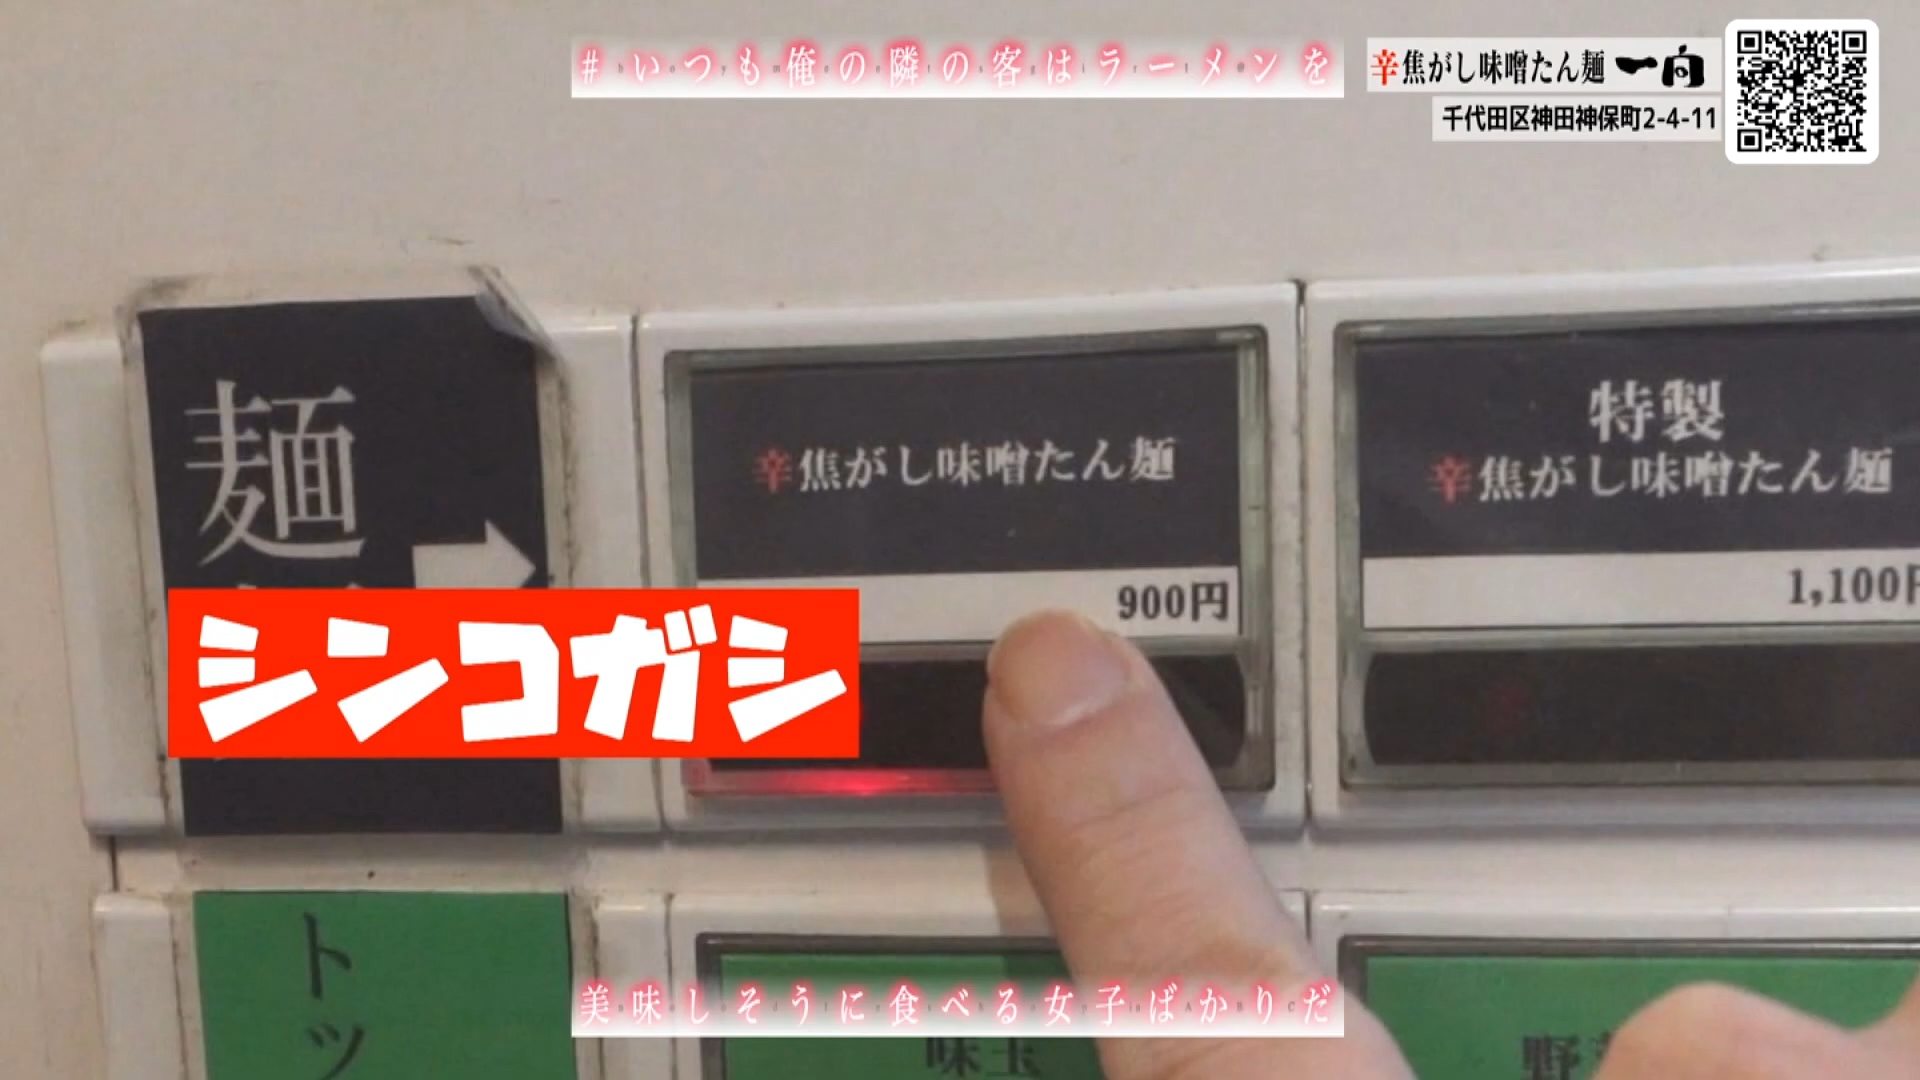 #いつも俺の隣の客はラーメンを
辛焦がし味噌たん麺 一向
千代田区神田神保町2-4-11
麺
辛焦がし味噌たん麺
900円
特製
辛焦がし味噌たん麺
1,100円
シンコガシ
トッ
味玉
野
美味しそうに食べる女子ばかりだ